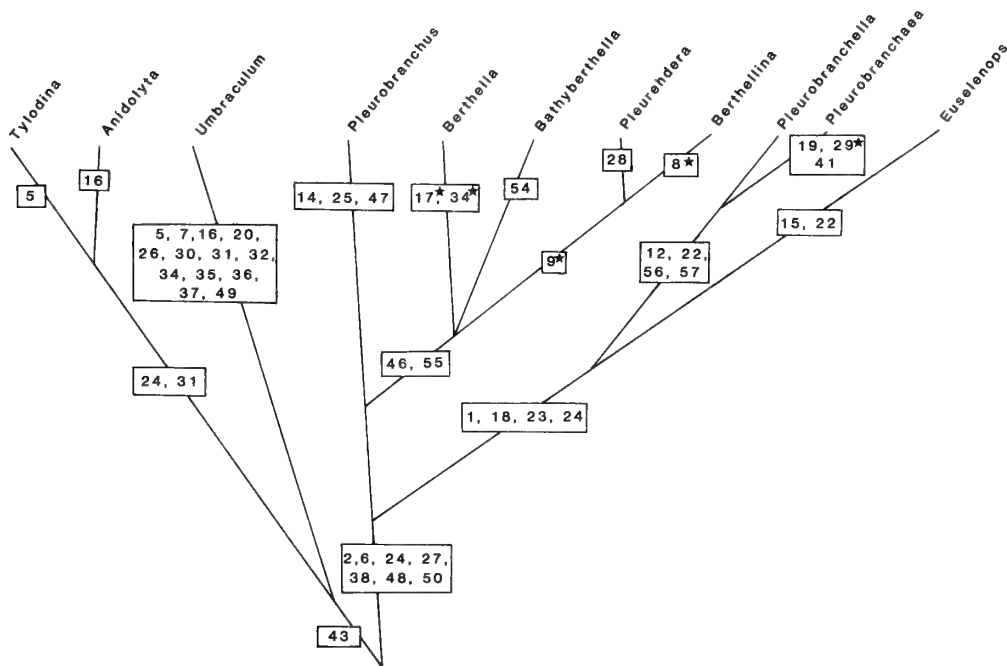 Tylodina
Anidolyta
Umbraculum
Pleurobranchus
Berthella
Bathyberthella
Pleurehdera
Berthellina
Pleurobranchella
Pleurobranchaea
Euselenops
5
16
5, 7,16, 20,
26, 30, 31, 32,
34, 35, 36,
37, 49
14, 25, 47
17★, 34★
54
28
8★
19, 29★
41
15, 22
9★
12, 22,
56, 57
46, 55
24, 31
1, 18, 23, 24
2,6, 24, 27,
38, 48, 50
43